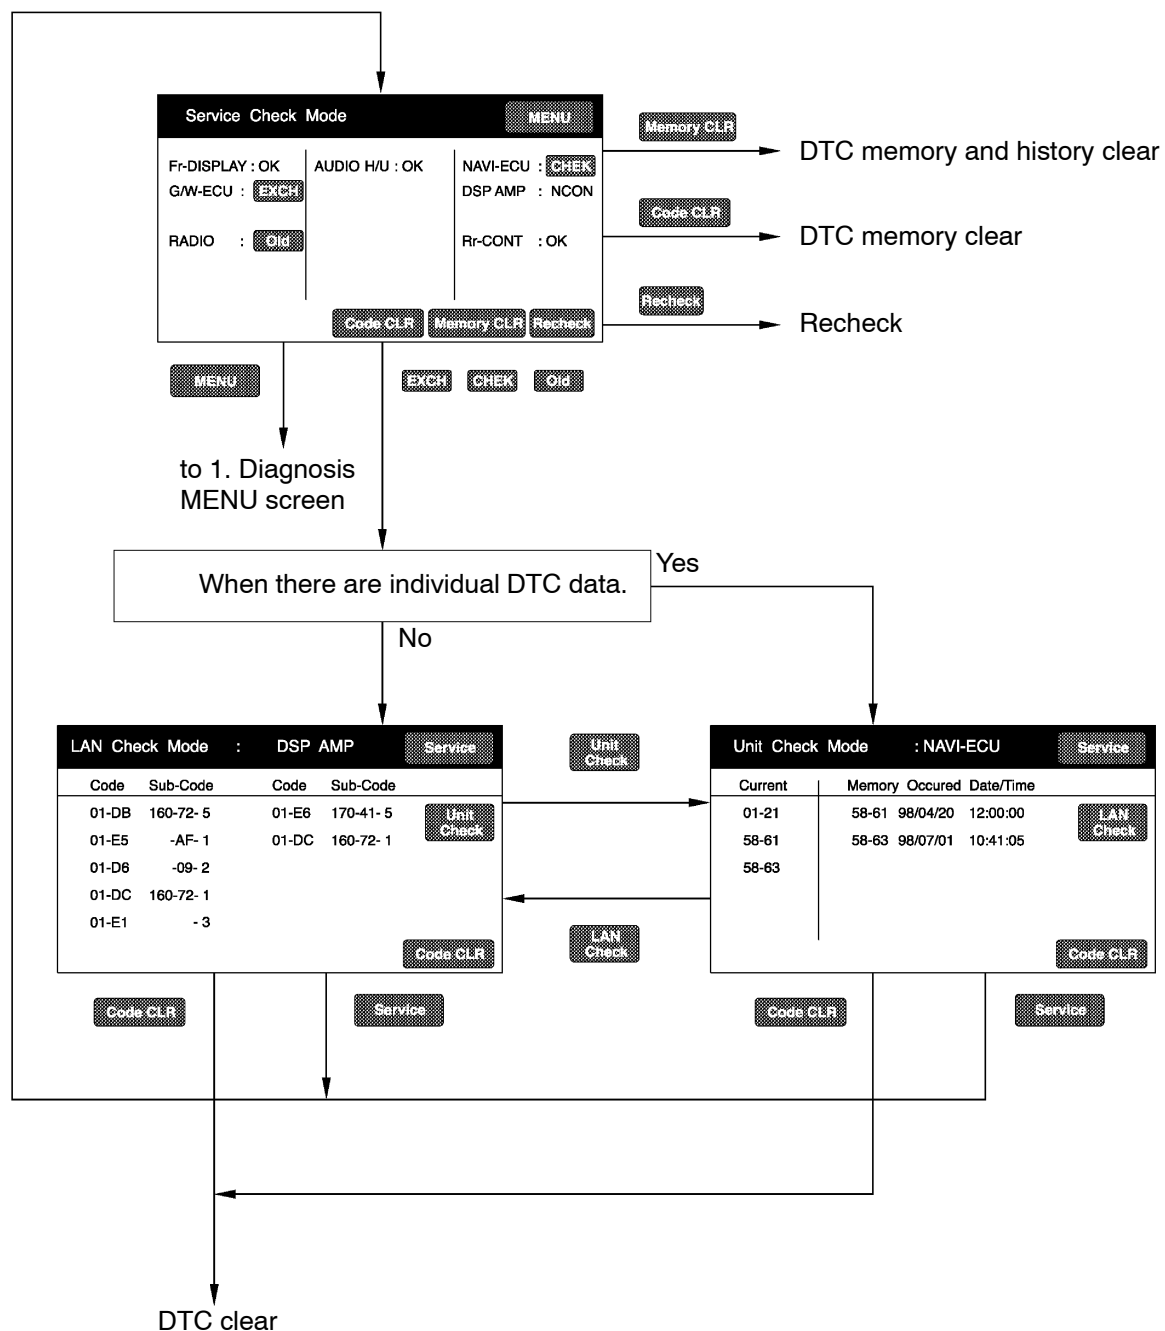 Service Check Mode MENU
Fr-DISPLAY : OK AUDIO H/U : OK NAVI-ECU : CHEK
G/W-ECU : EXCH DSP AMP : NCON
RADIO : Old Rr-CONT : OK
Code CLR Memory CLR Recheck
Memory CLR
DTC memory and history clear
Code CLR
DTC memory clear
Recheck
Recheck
MENU
EXCH CHEK Old
to 1. Diagnosis
MENU screen
When there are individual DTC data.
Yes
No
LAN Check Mode : DSP AMP Service
Code Sub-Code Code Sub-Code
01-DB 160-72- 5 01-E6 170-41- 5
01-E5 -AF- 1 01-DC 160-72- 1
01-D6 -09- 2
01-DC 160-72- 1
01-E1 - 3
Unit
Check
Code CLR
Unit
Check
LAN
Check
Unit Check Mode : NAVI-ECU Service
Current Memory Occured Date/Time
01-21 58-61 98/04/20 12:00:00
58-61 58-63 98/07/01 10:41:05
58-63
LAN
Check
Code CLR
Code CLR
Service
Code CLR
Service
DTC clear